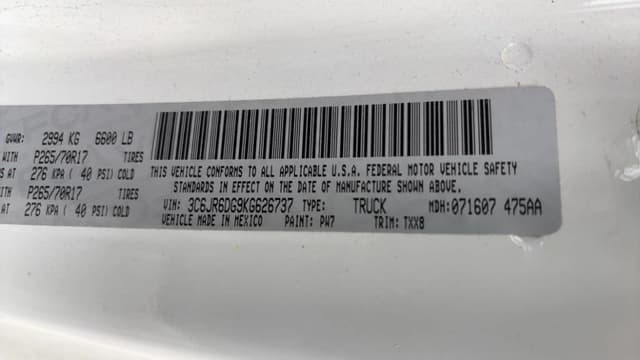 GVWR: 2994 KG 6600 LB
WITH P265/70R17 TIRES
AT 276 KPA ( 40 PSI) COLD
WITH P265/70R17 TIRES
AT 276 KPA ( 40 PSI) COLD
THIS VEHICLE CONFORMS TO ALL APPLICABLE U.S.A. FEDERAL MOTOR VEHICLE SAFETY
STANDARDS IN EFFECT ON THE DATE OF MANUFACTURE SHOWN ABOVE.
VIN: 3C6JR6DG9KG626737 TYPE: TRUCK MDH:071607 475AA
VEHICLE MADE IN MEXICO PAINT: PW7 TRIM: TXX8